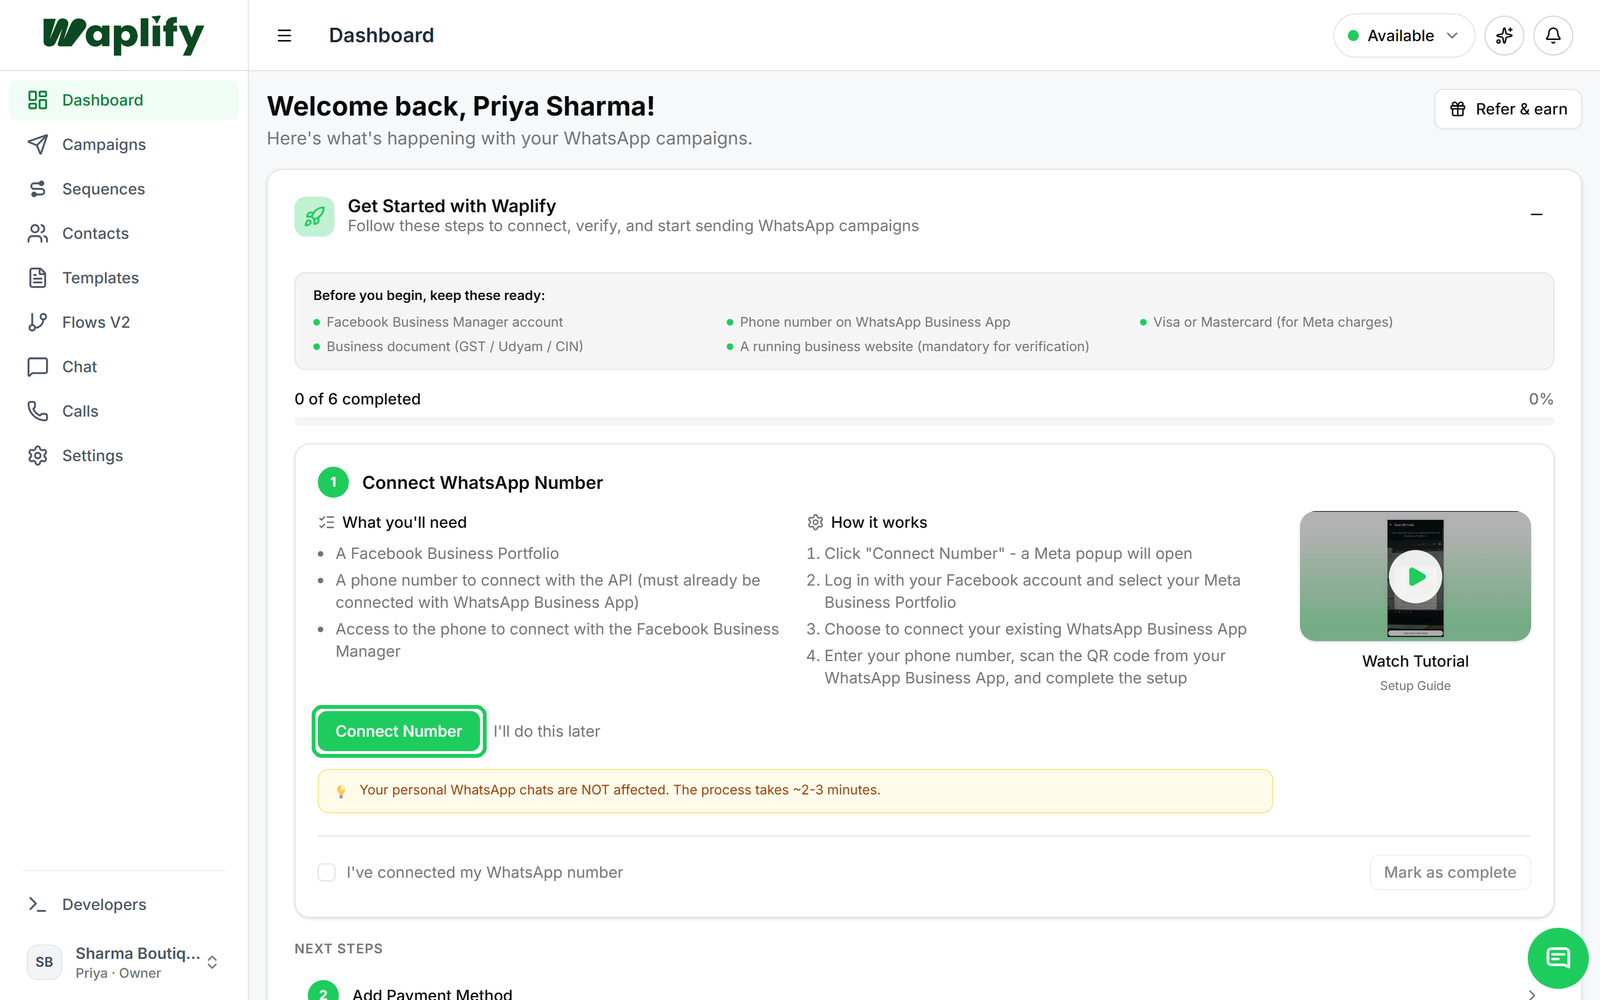 Waplify
Dashboard
Available
Dashboard
Campaigns
Sequences
Contacts
Templates
Flows V2
Chat
Calls
Settings
Developers
SB
Sharma Boutiq...
Priya · Owner
Welcome back, Priya Sharma!
Here's what's happening with your WhatsApp campaigns.
Refer & earn
Get Started with Waplify
Follow these steps to connect, verify, and start sending WhatsApp campaigns
Before you begin, keep these ready:
Facebook Business Manager account
Phone number on WhatsApp Business App
Visa or Mastercard (for Meta charges)
Business document (GST / Udyam / CIN)
A running business website (mandatory for verification)
0 of 6 completed
0%
1
Connect WhatsApp Number
What you'll need
A Facebook Business Portfolio
A phone number to connect with the API (must already be
connected with WhatsApp Business App)
Access to the phone to connect with the Facebook Business
Manager
How it works
1. Click "Connect Number" - a Meta popup will open
2. Log in with your Facebook account and select your Meta
Business Portfolio
3. Choose to connect your existing WhatsApp Business App
4. Enter your phone number, scan the QR code from your
WhatsApp Business App, and complete the setup
Watch Tutorial
Setup Guide
Connect Number
I'll do this later
Your personal WhatsApp chats are NOT affected. The process takes ~2-3 minutes.
I've connected my WhatsApp number
Mark as complete
NEXT STEPS
2
Add Payment Method